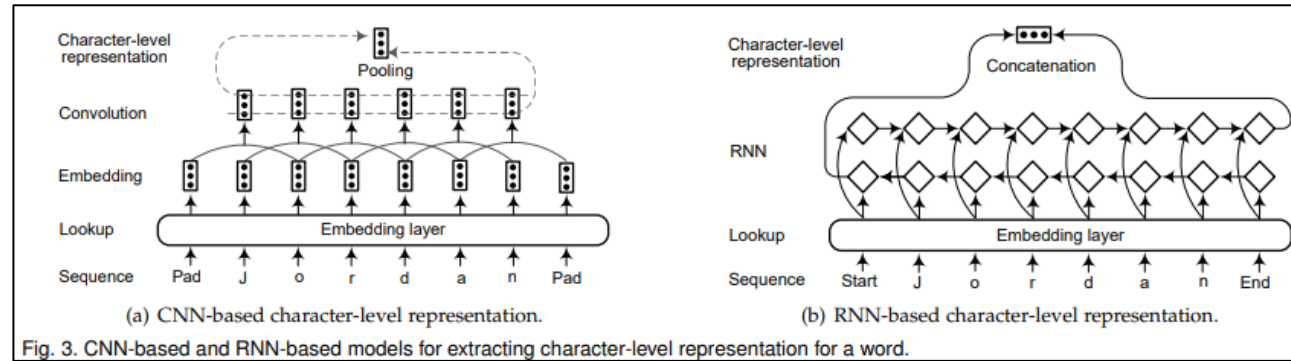 Character-level
representation
Pooling
Convolution
Embedding
Lookup
Embedding layer
Sequence Pad J o r d a n Pad
(a) CNN-based character-level representation.
Character-level
representation
Concatenation
RNN
Lookup
Embedding layer
Sequence Start J o r d a n End
(b) RNN-based character-level representation.
Fig. 3. CNN-based and RNN-based models for extracting character-level representation for a word.